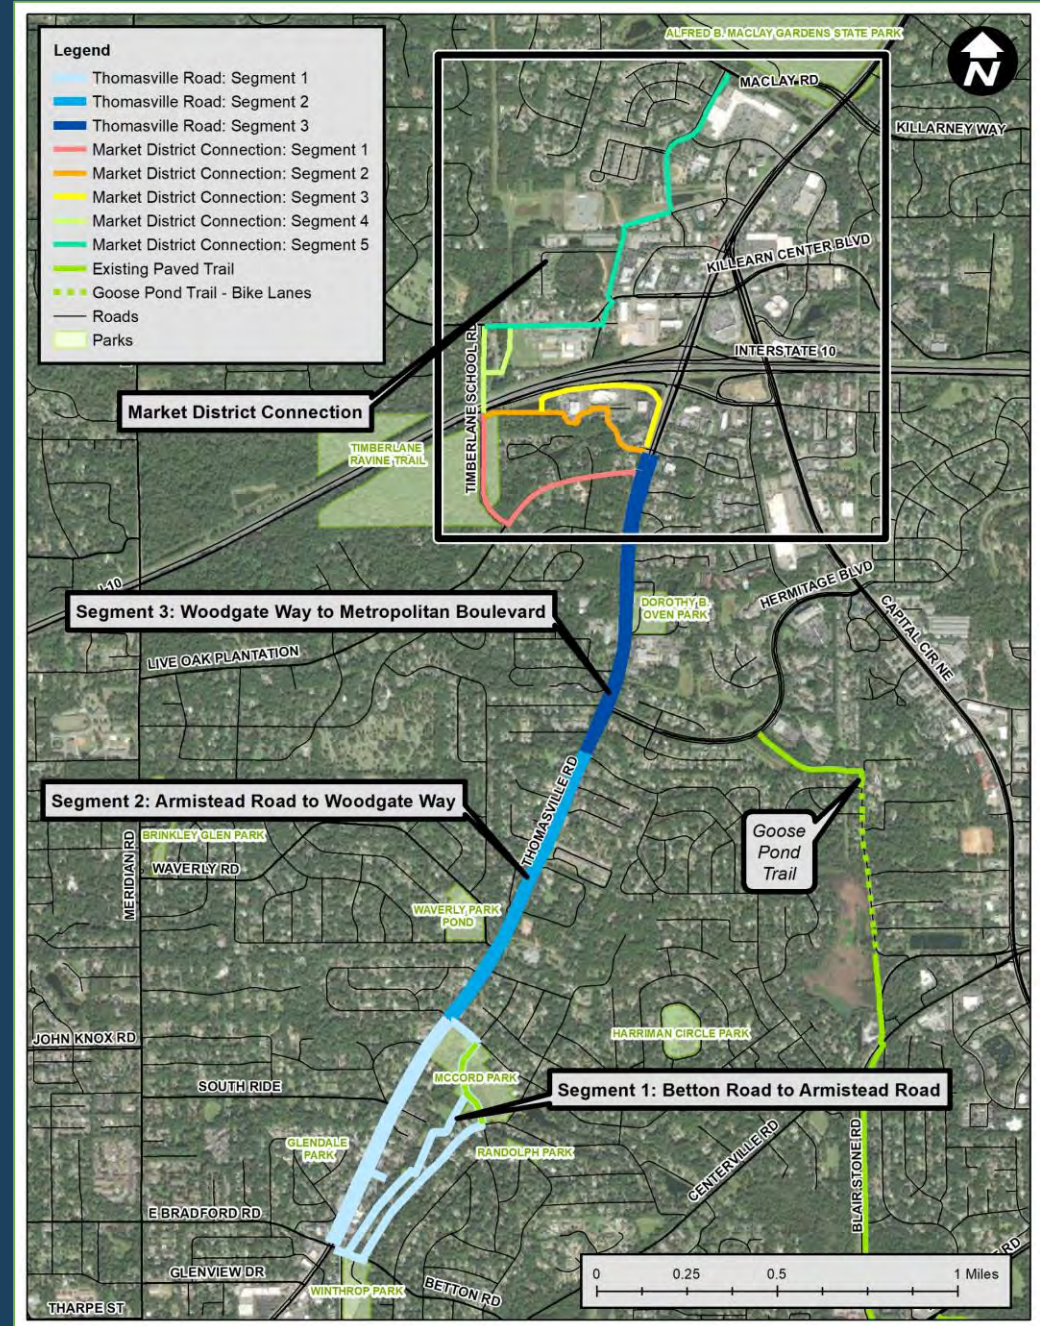 ALFRED B. MACLAY GARDENS STATE PARK
N
Legend
Thomasville Road: Segment 1
Thomasville Road: Segment 2
Thomasville Road: Segment 3
Market District Connection: Segment 1
Market District Connection: Segment 2
Market District Connection: Segment 3
Market District Connection: Segment 4
Market District Connection: Segment 5
Existing Paved Trail
Goose Pond Trail - Bike Lanes
Roads
Parks
MACLAY RD
KILLARNEY WAY
KILLEARN CENTER BLVD
INTERSTATE 10
TIMBERLANE SCHOOL RD
Market District Connection
TIMBERLANE
RAVINE TRAIL
I-10
HERMITAGE BLVD
CAPITAL CIR NE
Segment 3: Woodgate Way to Metropolitan Boulevard
DOROTHY B.
OVEN PARK
LIVE OAK PLANTATION
THOMASVILLE RD
Segment 2: Armistead Road to Woodgate Way
MERIDIAN RD
BRINKLEY GLEN PARK
WAVERLY RD
Goose
Pond
Trail
WAVERLY PARK
POND
JOHN KNOX RD
HARRIMAN CIRCLE PARK
SOUTH RIDE
MCCORD PARK
Segment 1: Betton Road to Armistead Road
GLENDALE
PARK
RANDOLPH PARK
CENTERVILLE RD
BLAIR STONE RD
E BRADFORD RD
GLENVIEW DR
WINTHROP PARK
BETTON RD
THARPE ST
RD
0 0.25 0.5 1 Miles